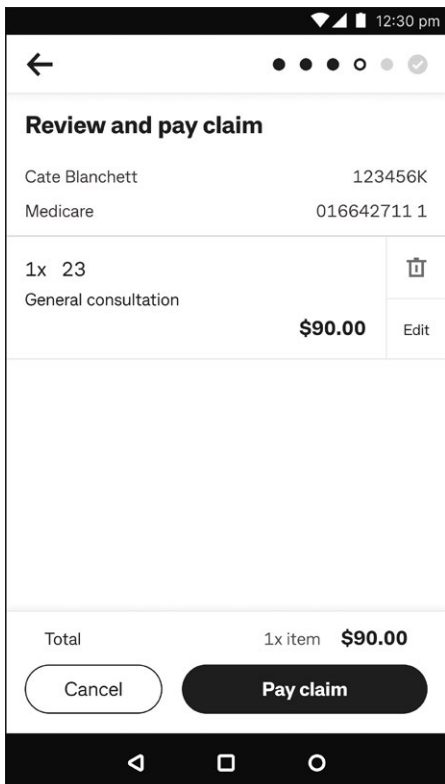 12:30 pm
Review and pay claim
Cate Blanchett 123456K
Medicare 016642711 1
1x 23
General consultation
$90.00 Edit
Total 1x item $90.00
Cancel Pay claim